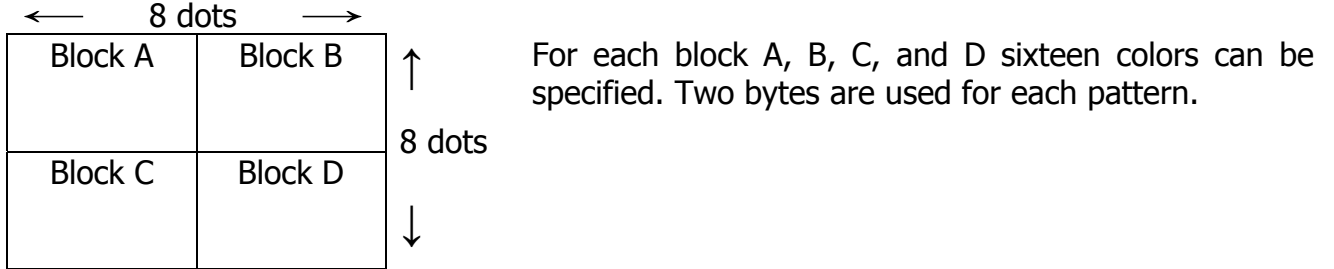 ← 8 dots →
Block A Block B ↑ For each block A, B, C, and D sixteen colors can be
specified. Two bytes are used for each pattern.
8 dots
Block C Block D
↓